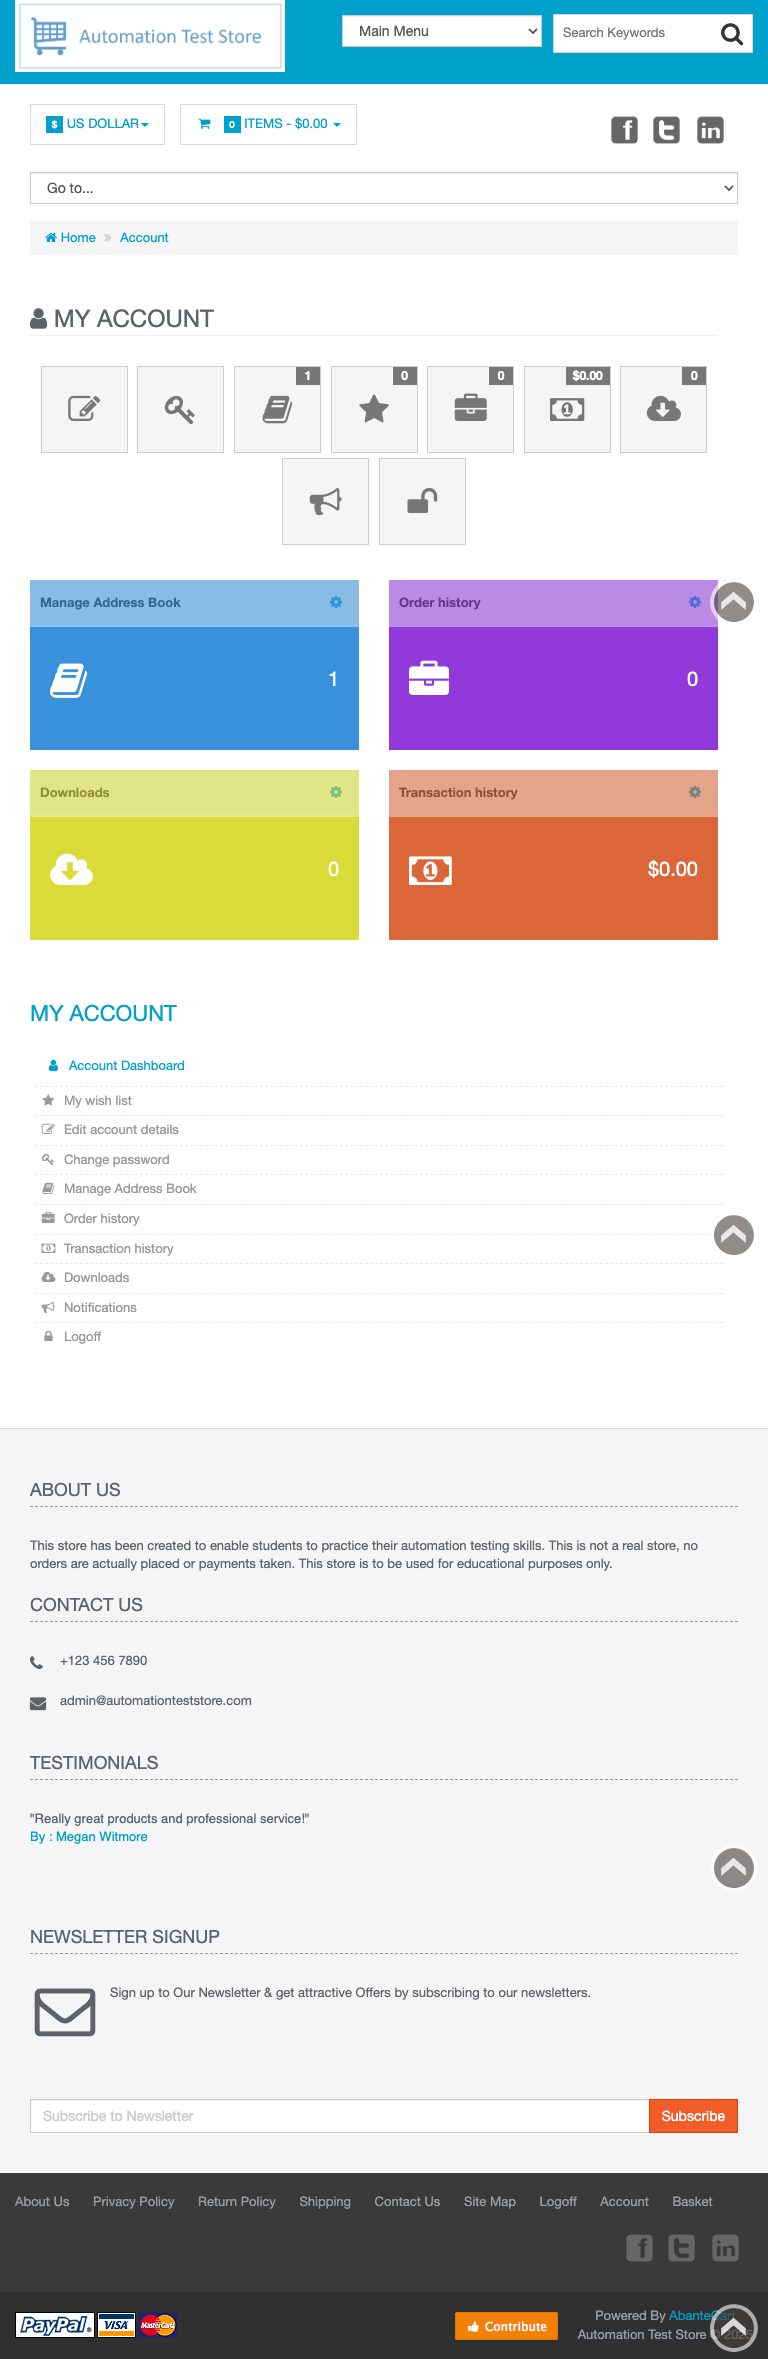 Automation Test Store
Main Menu
Search Keywords
$ US DOLLAR
0 ITEMS - $0.00
Go to...
Home
Account
MY ACCOUNT
1
0
0
$0.00
0
Manage Address Book
1
Order history
0
Downloads
0
Transaction history
$0.00
MY ACCOUNT
Account Dashboard
My wish list
Edit account details
Change password
Manage Address Book
Order history
Transaction history
Downloads
Notifications
Logoff
ABOUT US
This store has been created to enable students to practice their automation testing skills. This is not a real store, no
orders are actually placed or payments taken. This store is to be used for educational purposes only.
CONTACT US
+123 456 7890
admin@automationteststore.com
TESTIMONIALS
"Really great products and professional service!"
By : Megan Witmore
NEWSLETTER SIGNUP
Sign up to Our Newsletter & get attractive Offers by subscribing to our newsletters.
Subscribe to Newsletter
Subscribe
About Us Privacy Policy Return Policy Shipping Contact Us Site Map Logoff Account Basket
PayPal VISA MasterCard
Contribute
Powered By AbanteCart
Automation Test Store © 2025